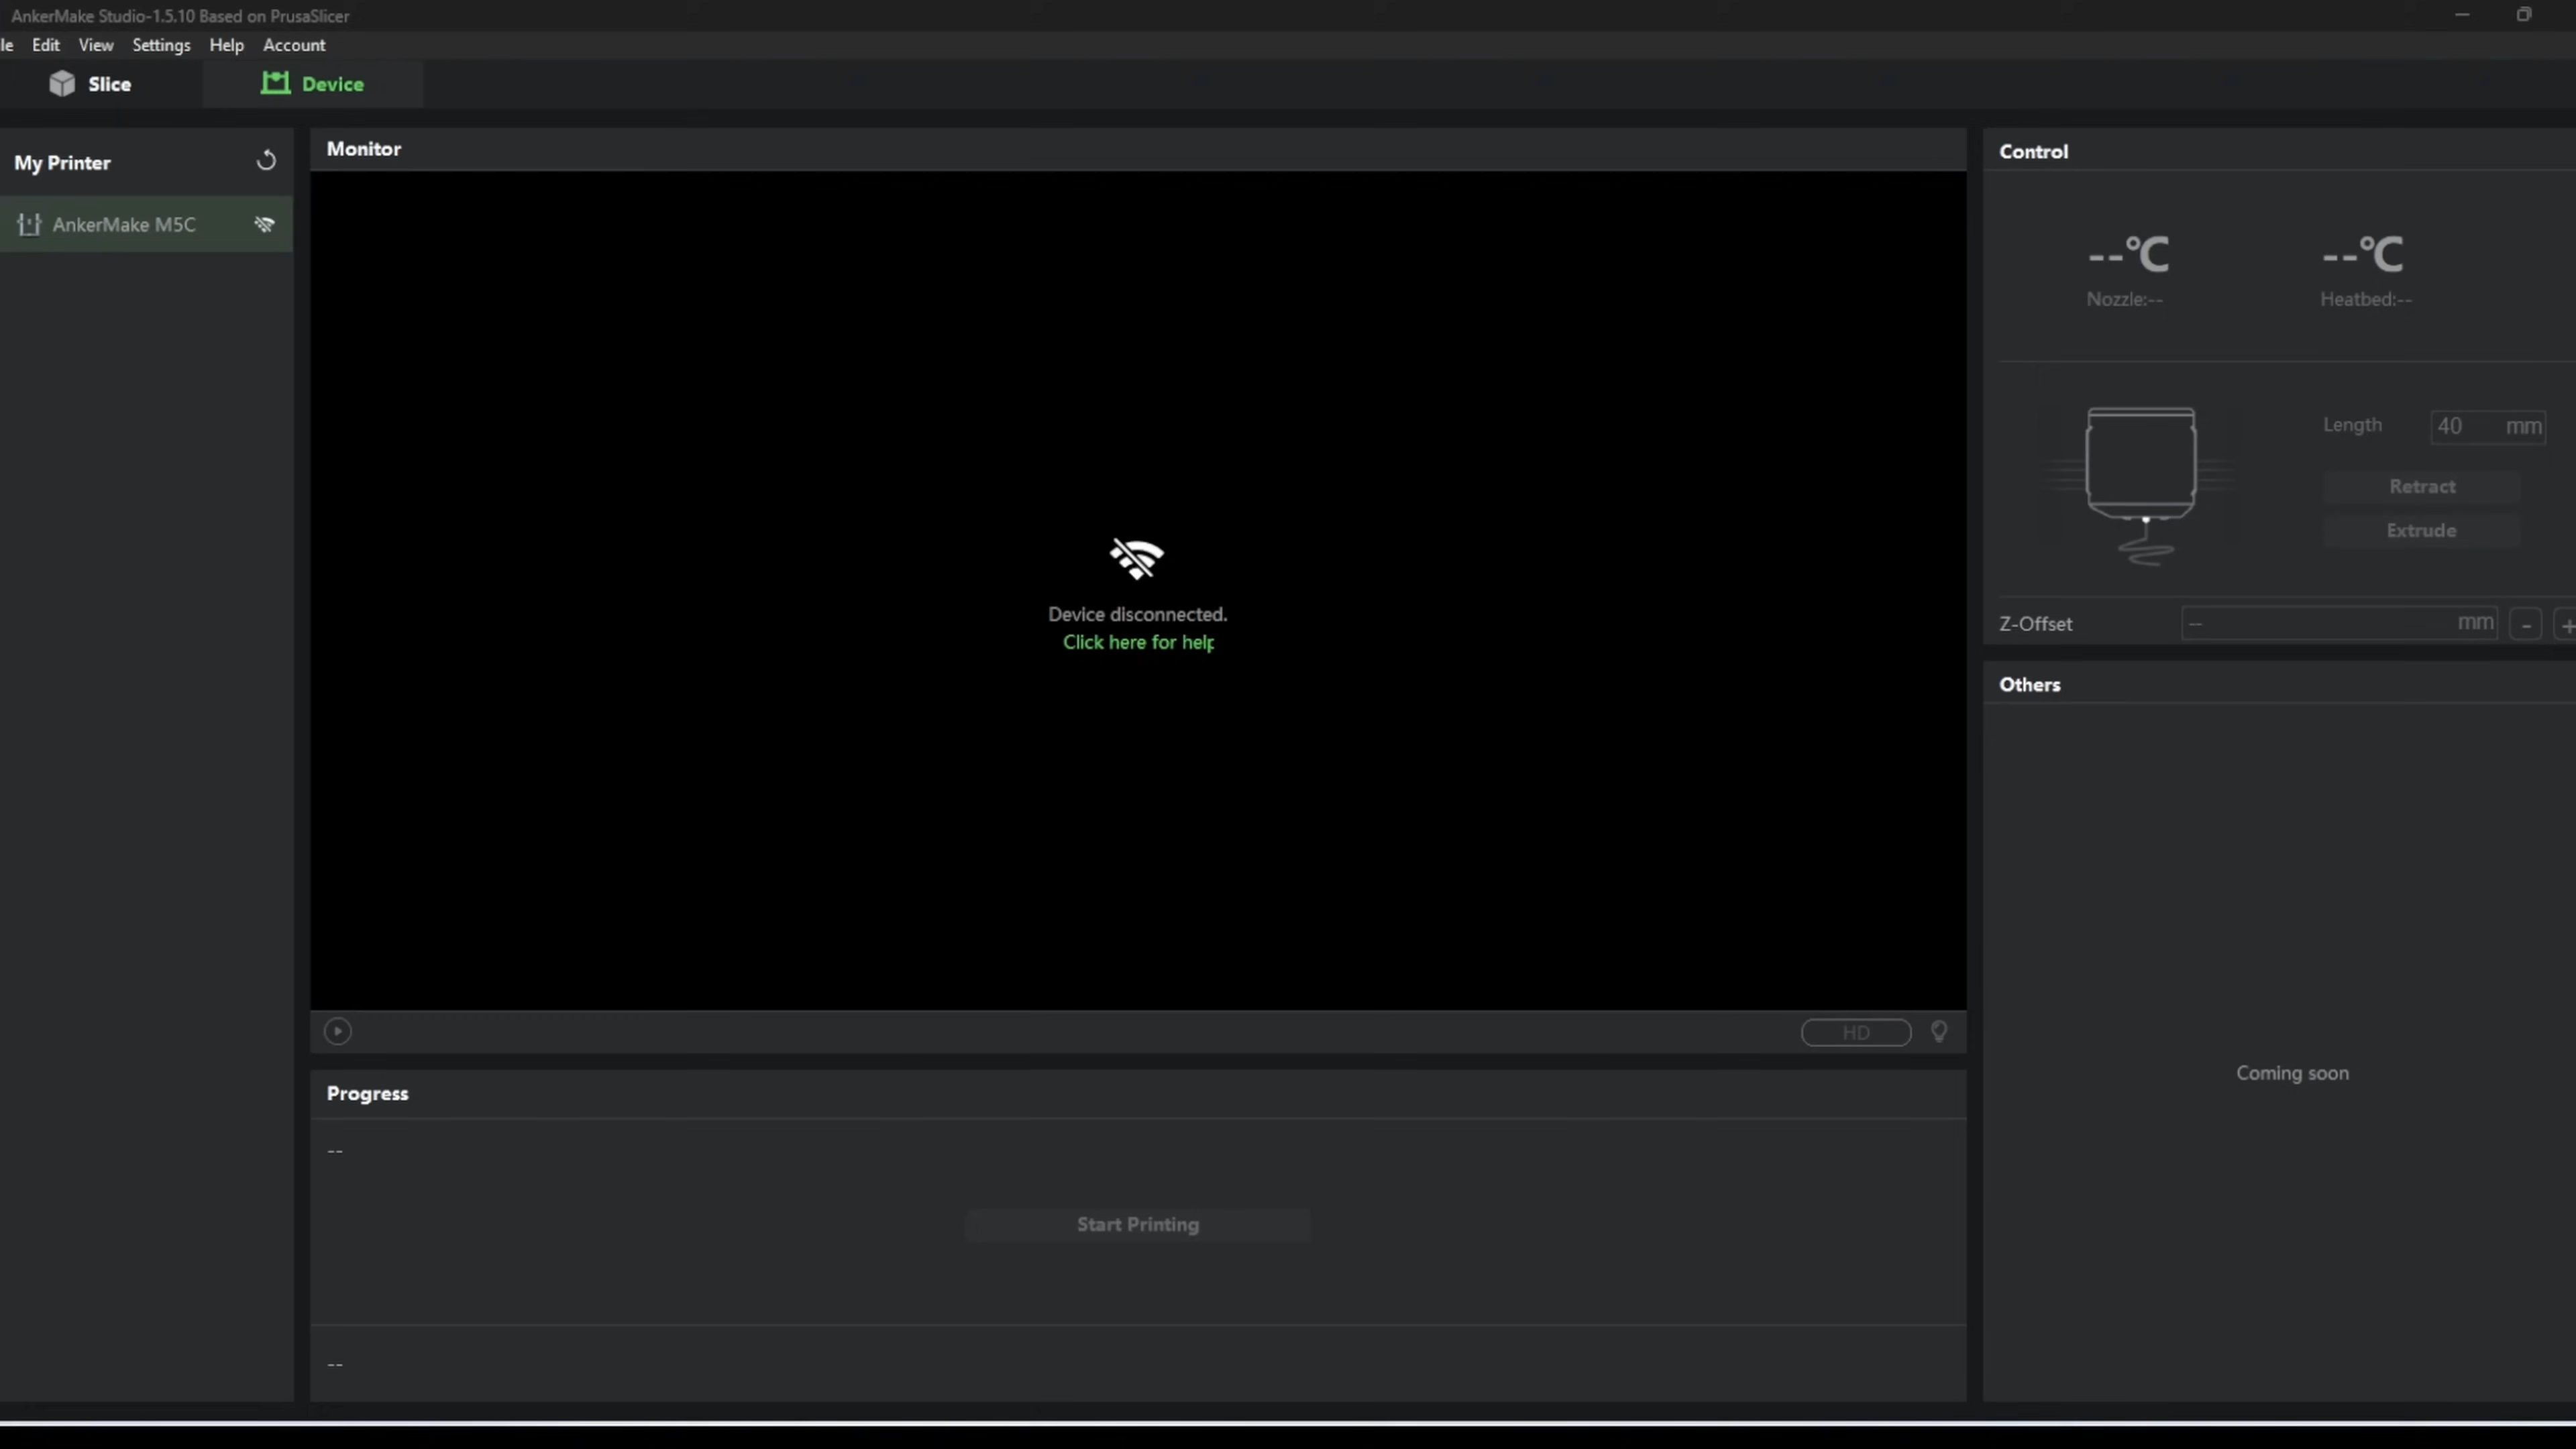 AnkerMake Studio-1.5.10 Based on PrusaSlicer
le Edit View Settings Help Account
Slice Device
My Printer
AnkerMake M5C
Monitor
Device disconnected.
Click here for help
HD
Progress
--
Start Printing
--
Control
--°C --°C
Nozzle:-- Heatbed:--
Length 40 mm
Retract
Extrude
Z-Offset -- mm - +
Others
Coming soon